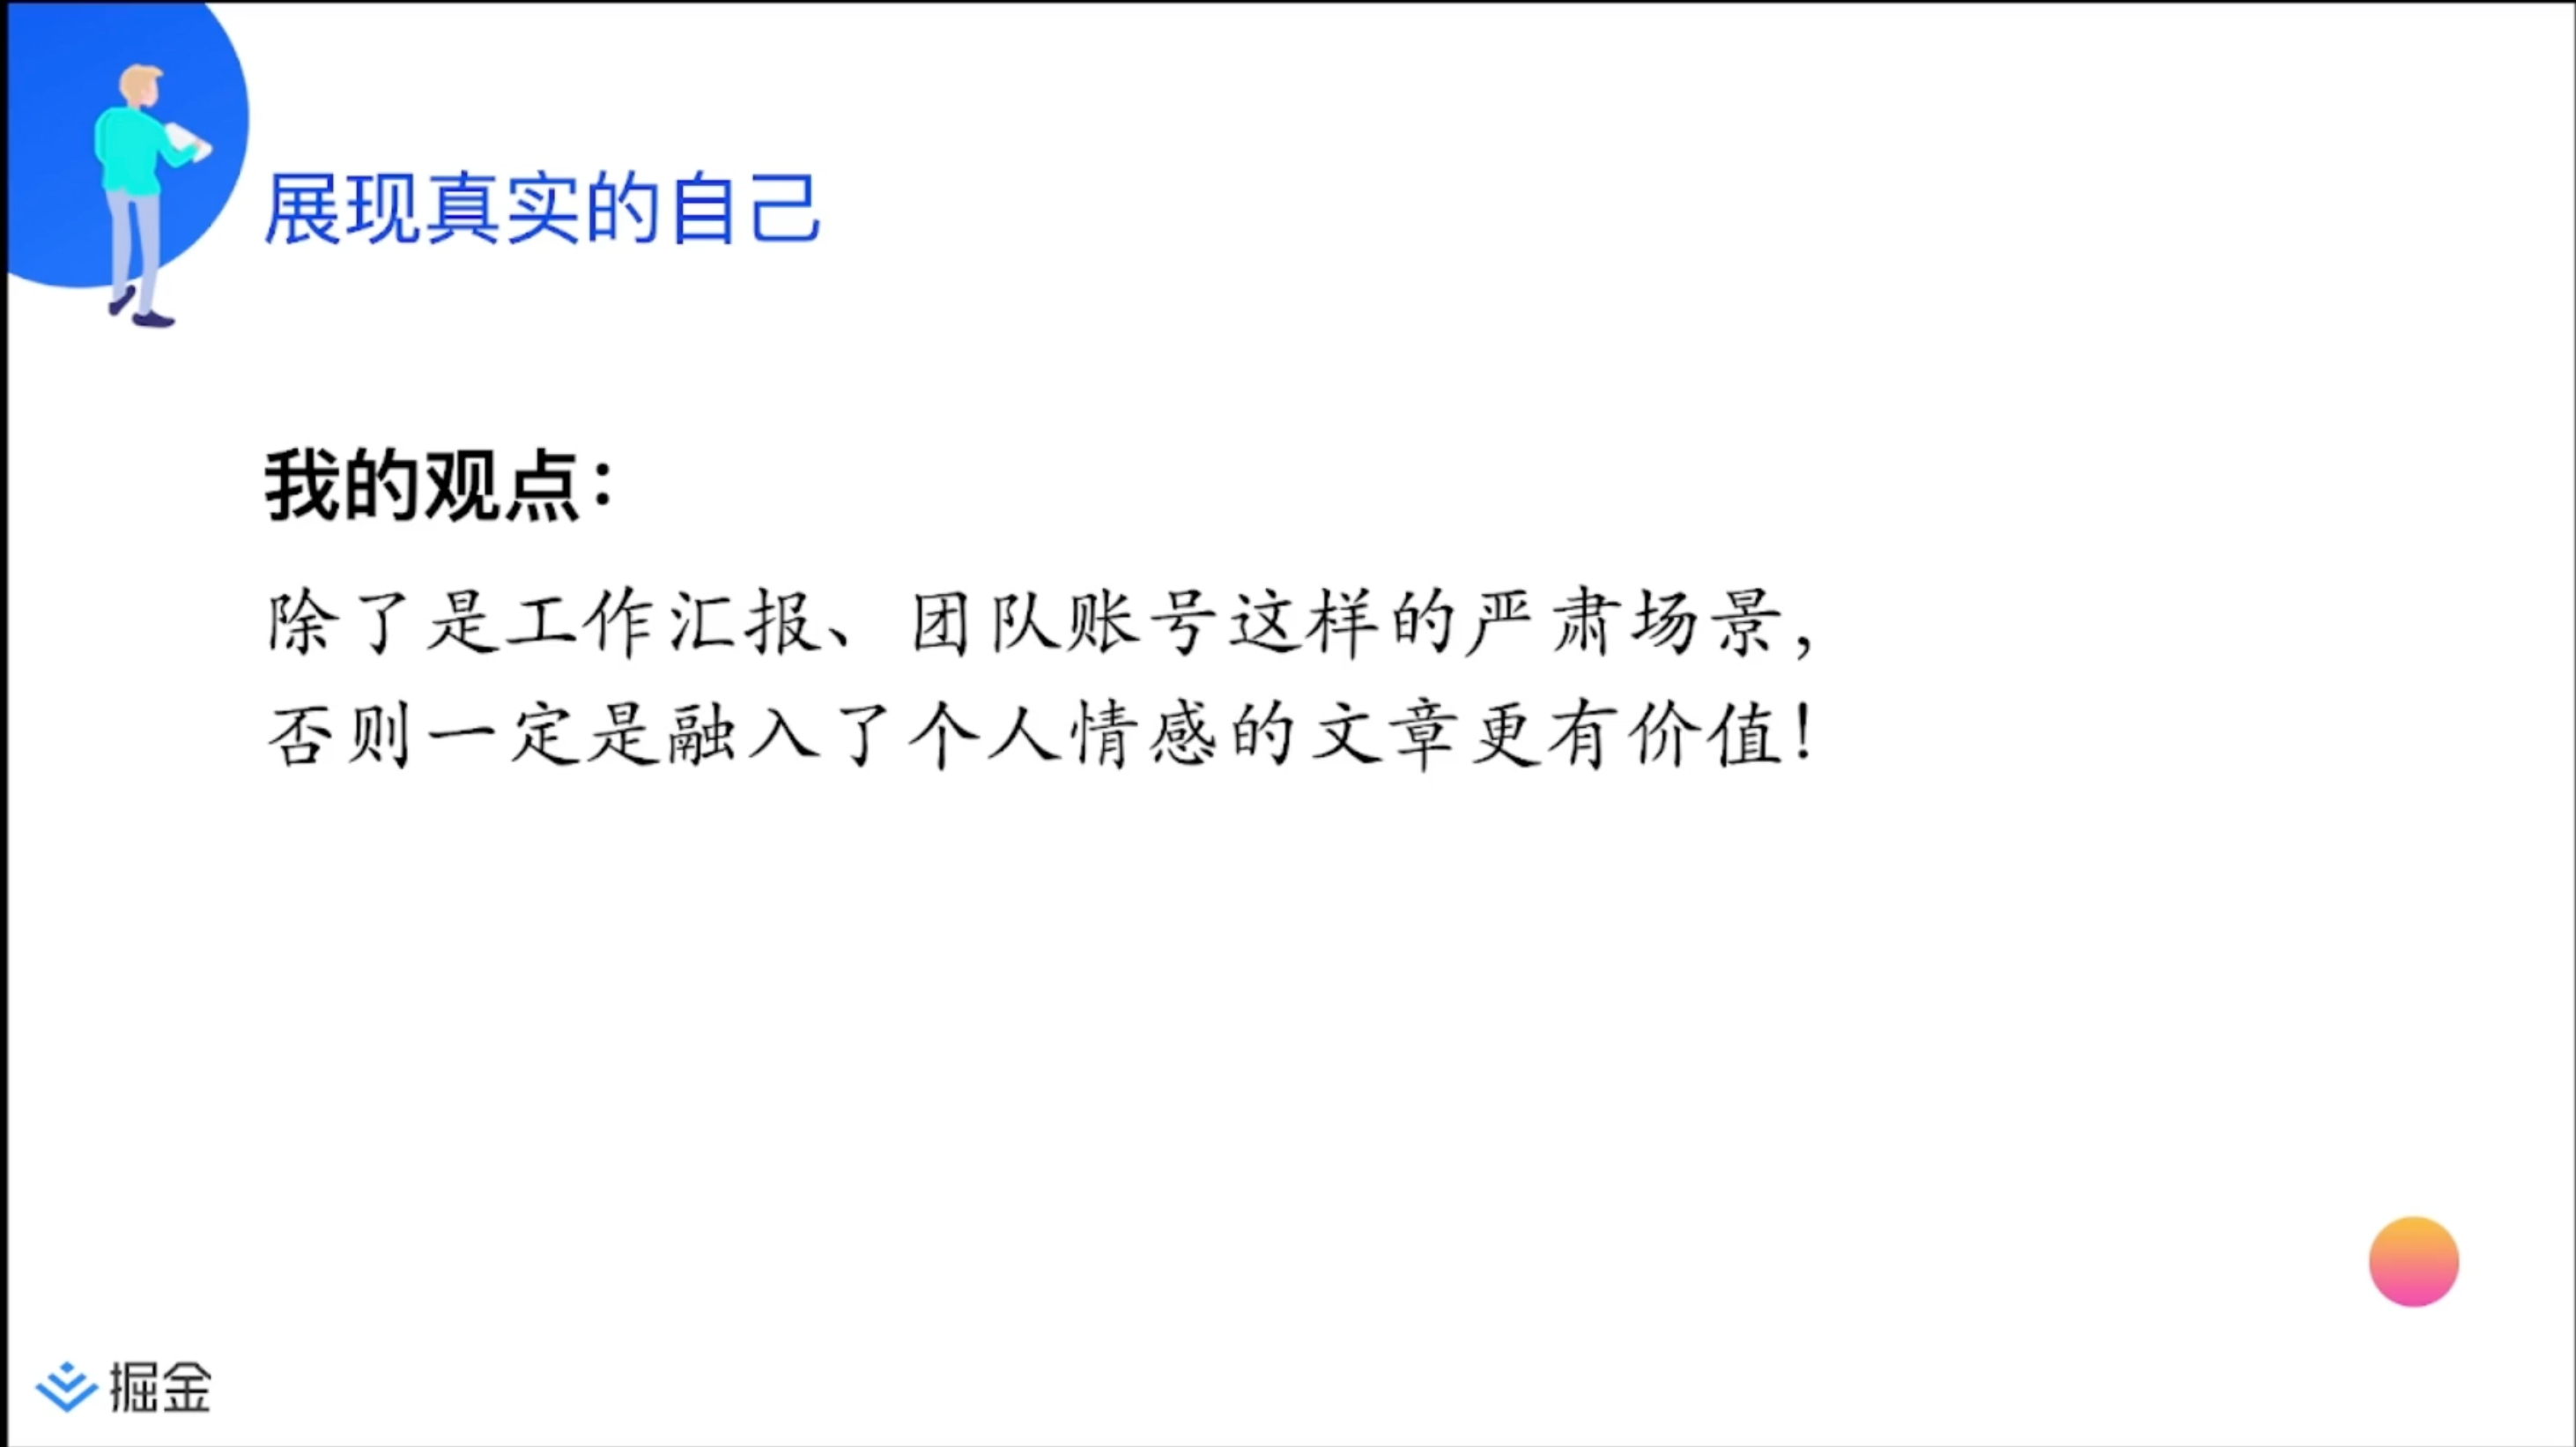 展现真实的自己
我的观点：
除了是工作汇报、团队账号这样的严肃场景，
否则一定是融入了个人情感的文章更有价值！
掘金